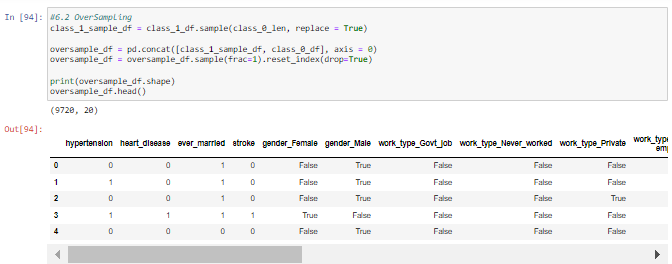 In [94]:
#6.2 OverSampling
class_1_sample_df = class_1_df.sample(class_0_len, replace = True)
oversample_df = pd.concat([class_1_sample_df, class_0_df], axis = 0)
oversample_df = oversample_df.sample(frac=1).reset_index(drop=True)
print(oversample_df.shape)
oversample_df.head()
(9720, 20)
Out[94]:
hypertension heart_disease ever_married stroke gender_Female gender_Male work_type_Govt_job work_type_Never_worked work_type_Private work_type
0 0 0 1 0 False True False False False
1 1 0 1 0 False True False False False
2 0 0 1 0 False True False False True
3 1 1 1 1 True False False False False
4 0 0 0 0 False True False False False